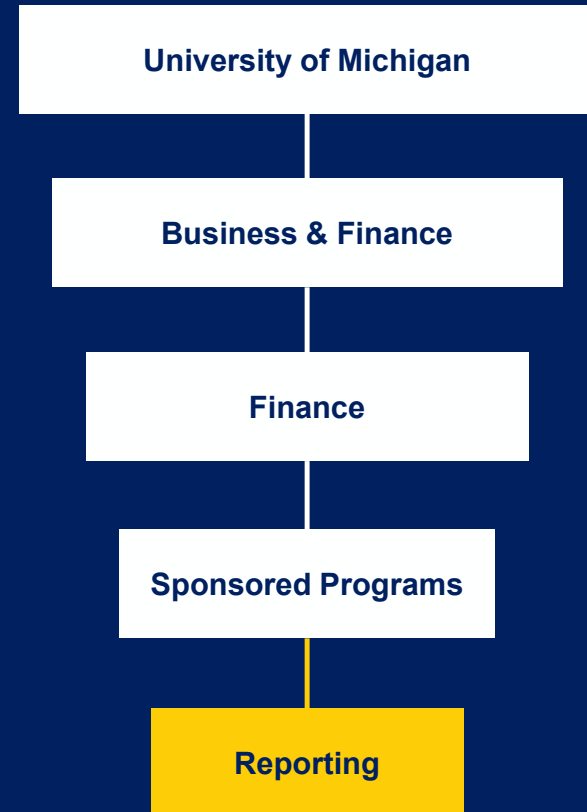 University of Michigan
Business & Finance
Finance
Sponsored Programs
Reporting